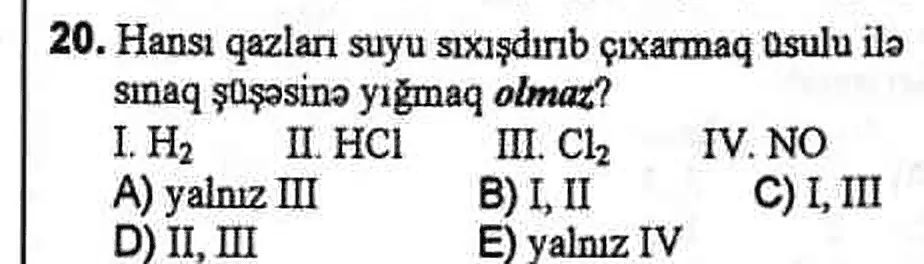 20. Hansı qazları suyu sıxışdırıb çıxarmaq üsulu ilə
sınaq şüşəsinə yığmaq olmaz?
I. H₂ II. HCl III. Cl₂ IV. NO
A) yalnız III B) I, II C) I, III
D) II, III E) yalnız IV